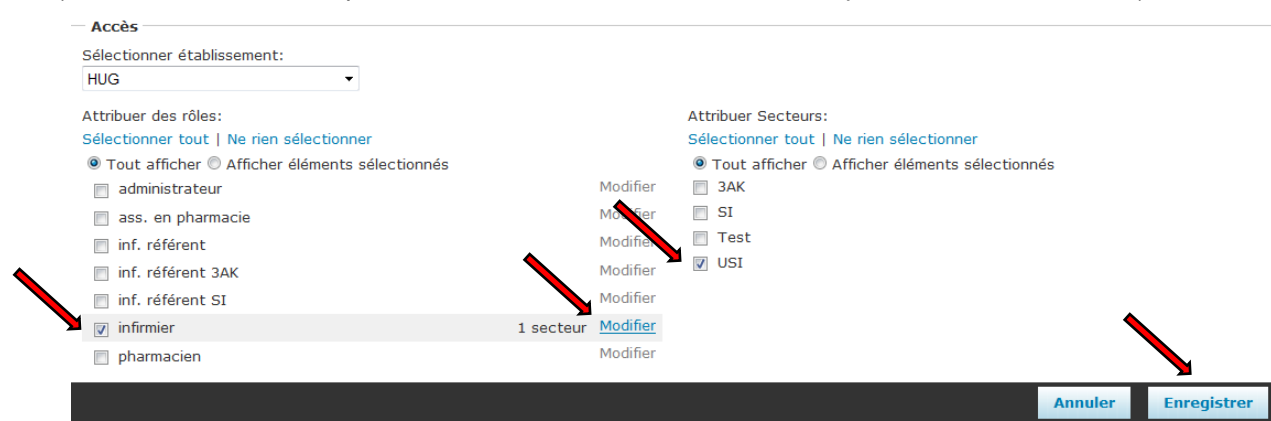 Accès
Sélectionner établissement:
HUG
Attribuer des rôles:
Sélectionner tout | Ne rien sélectionner
Tout afficher Afficher éléments sélectionnés
administrateur Modifier
ass. en pharmacie Modifier
inf. référent Modifier
inf. référent 3AK Modifier
inf. référent SI Modifier
infirmier 1 secteur Modifier
pharmacien Modifier
Attribuer Secteurs:
Sélectionner tout | Ne rien sélectionner
Tout afficher Afficher éléments sélectionnés
3AK
SI
Test
USI
Annuler Enregistrer